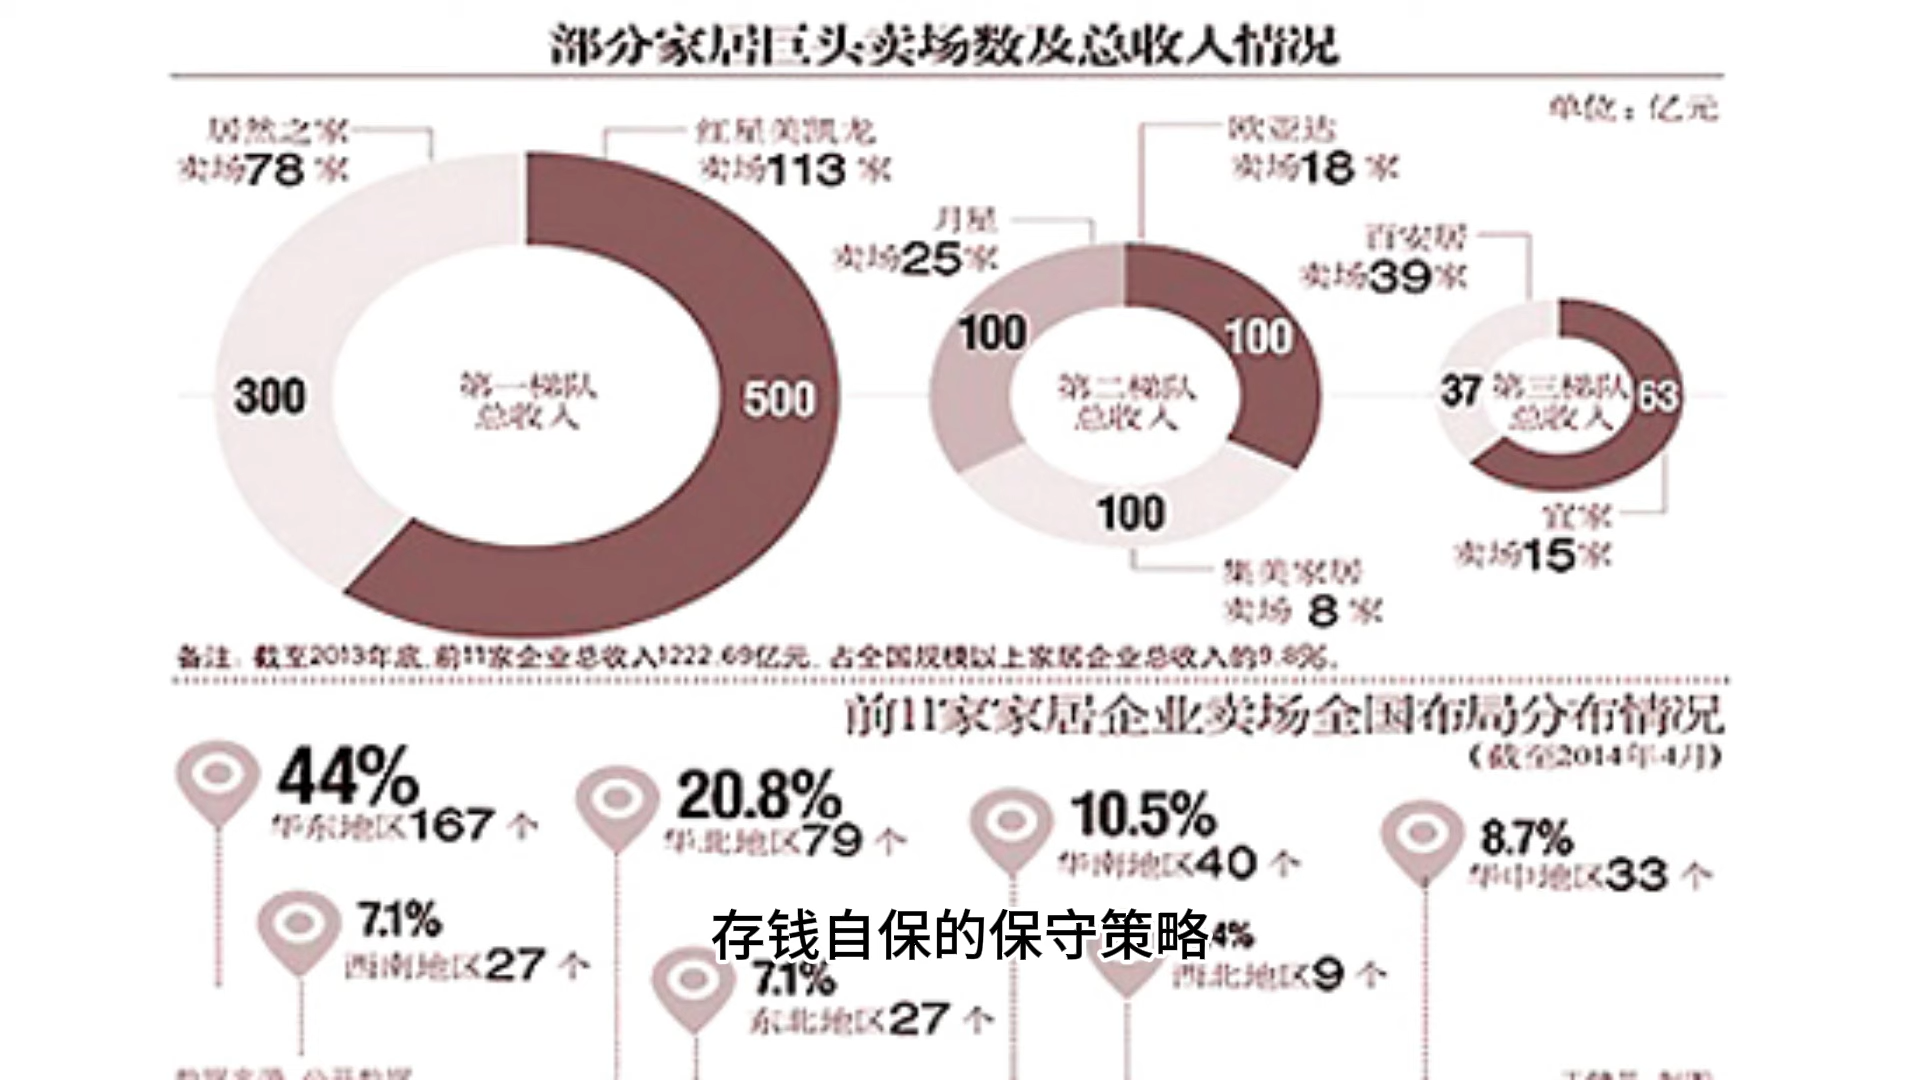 部分家居巨头卖场数及总收入情况
单位：亿元
居然之家
卖场78家
红星美凯龙
卖场113家
300
第一梯队
总收入
500
欧亚达
卖场18家
月星
卖场25家
100
100
第二梯队
总收入
100
集美家居
卖场8家
百安居
卖场39家
37
第三梯队
总收入
63
宜家
卖场15家
备注：截至2013年底，前11家企业总收入1222.69亿元，占全国规模以上家居企业总收入的9.8%。
前11家家居企业卖场全国布局分布情况
（截至2014年4月）
44%
华东地区167个
20.8%
华北地区79个
10.5%
华南地区40个
8.7%
华中地区33个
7.1%
西南地区27个
7.1%
东北地区27个
4%
西北地区9个
存钱自保的保守策略